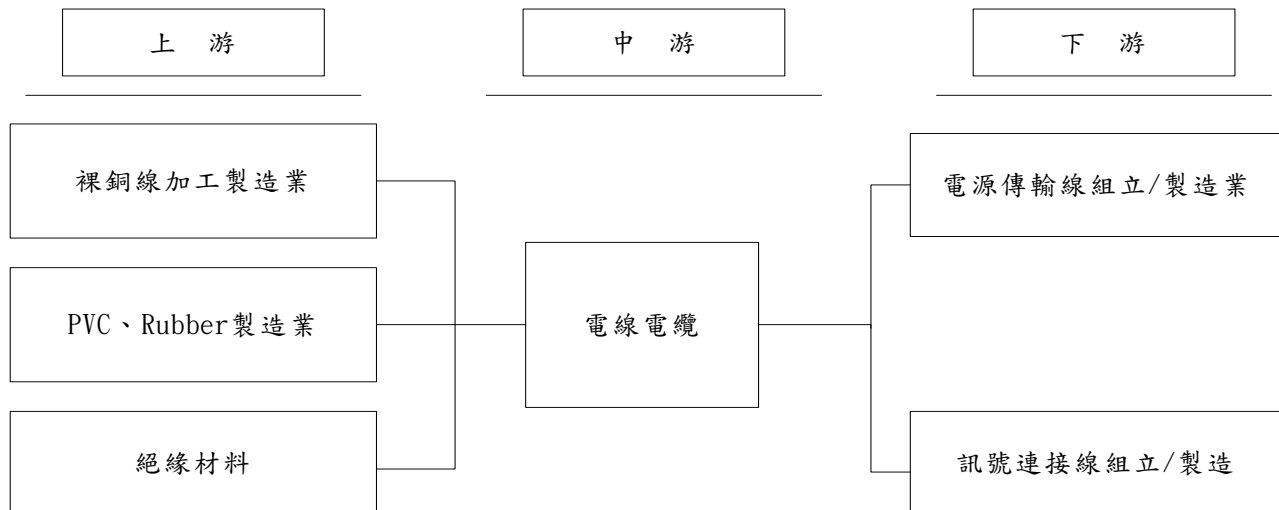 上 游
中 游
下 游
裸銅線加工製造業
電源傳輸線組立/製造業
PVC、Rubber製造業
電線電纜
絕緣材料
訊號連接線組立/製造